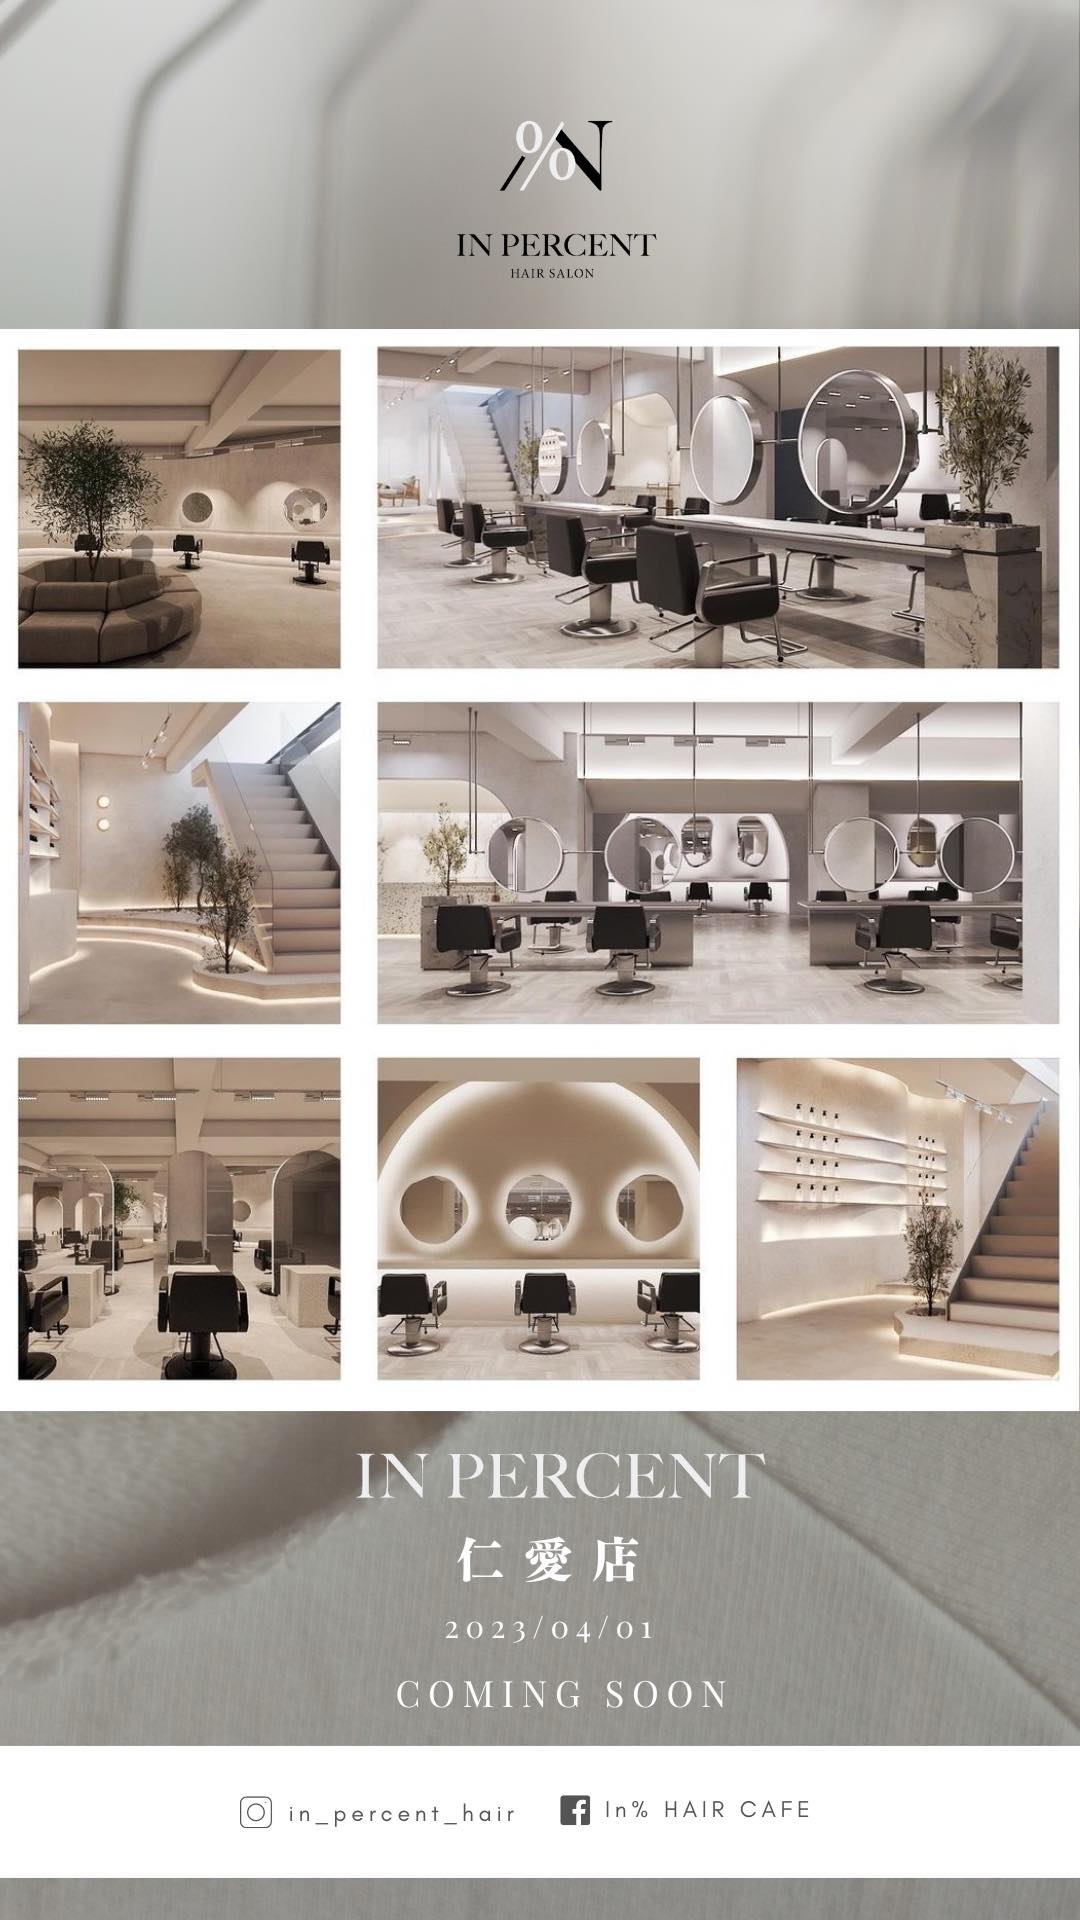 %N
IN PERCENT
HAIR SALON
IN PERCENT
仁愛店
2023/04/01
COMING SOON
in_percent_hair
In% HAIR CAFE